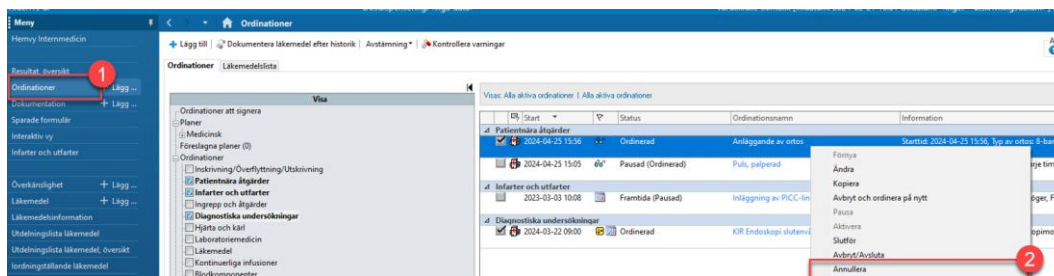 Meny
Ordinationer
Hemvy Internmedicin
Lägg till | Dokumentera läkemedel efter historik | Avstämning | Kontrollera varningar
Resultat, översikt
Ordinationer Läkemedelslista
1
Ordinationer Lägg ...
Dokumentation + Lägg ...
Sparade formulär
Interaktiv vy
Infarter och utfarter
Överkänslighet + Lägg ...
Läkemedel + Lägg ...
Läkemedelsinformation
Utdelningslista läkemedel
Utdelningslista läkemedel, översikt
Iordningställande läkemedel
Visa
Ordinationer att signera
Planer
Medicinsk
Föreslagna planer (0)
Ordinationer
Inskrivning/Överflyttning/Utskrivning
Patientnära åtgärder
Infarter och utfarter
Ingrepp och åtgärder
Diagnostiska undersökningar
Hjärta och kärl
Laboratoriemedicin
Läkemedel
Kontinuerliga infusioner
Blodkomponenter
Visas: Alla aktiva ordinationer | Alla aktiva ordinationer
Start Status Ordinationsnamn Information
Patientnära åtgärder
2024-04-25 15:56 Ordinerad Anläggande av ortos Starttid: 2024-04-25 15:56, Typ av ortos: 8-ban
2024-04-25 15:05 Pausad (Ordinerad) Puls, palperad
Infarter och utfarter
2023-03-03 10:08 Framtida (Pausad) Inläggning av PICC-lin
Diagnostiska undersökningar
2024-03-22 09:00 Ordinerad KIR Endoskopi slutenv
Förnya
Ändra
Kopiera
Avbryt och ordinera på nytt
Pausa
Aktivera
Slutför
Avbryt/Avsluta
2
Annullera